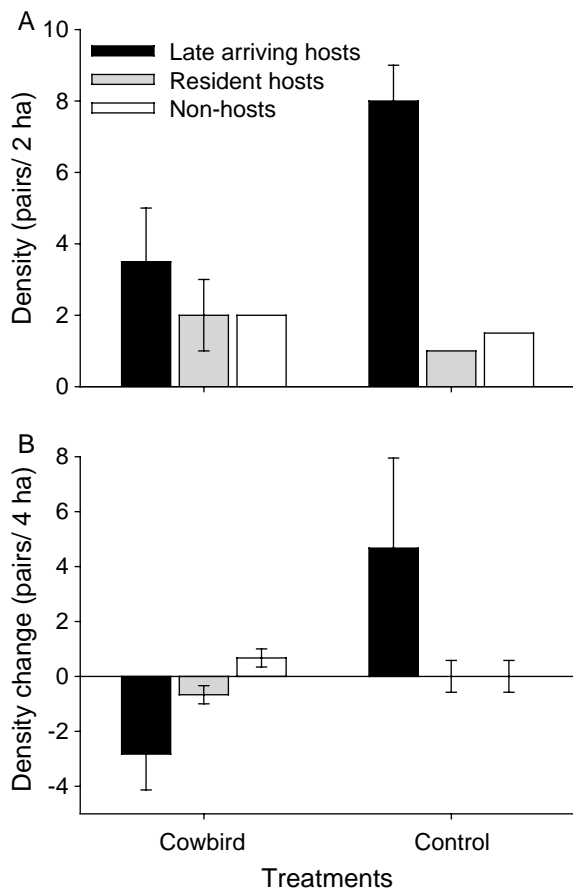 A
Late arriving hosts
Resident hosts
Non-hosts
Density (pairs/ 2 ha)
10
8
6
4
2
0
B
Density change (pairs/ 4 ha)
8
6
4
2
0
-2
-4
Cowbird Control
Treatments